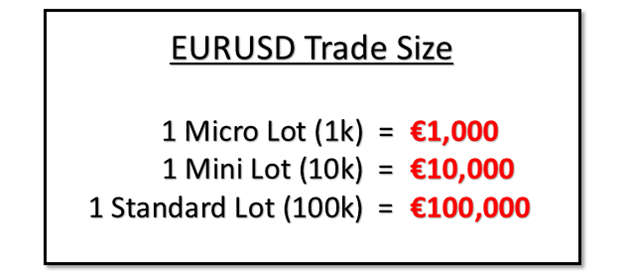 EURUSD Trade Size
1 Micro Lot (1k) = €1,000
1 Mini Lot (10k) = €10,000
1 Standard Lot (100k) = €100,000